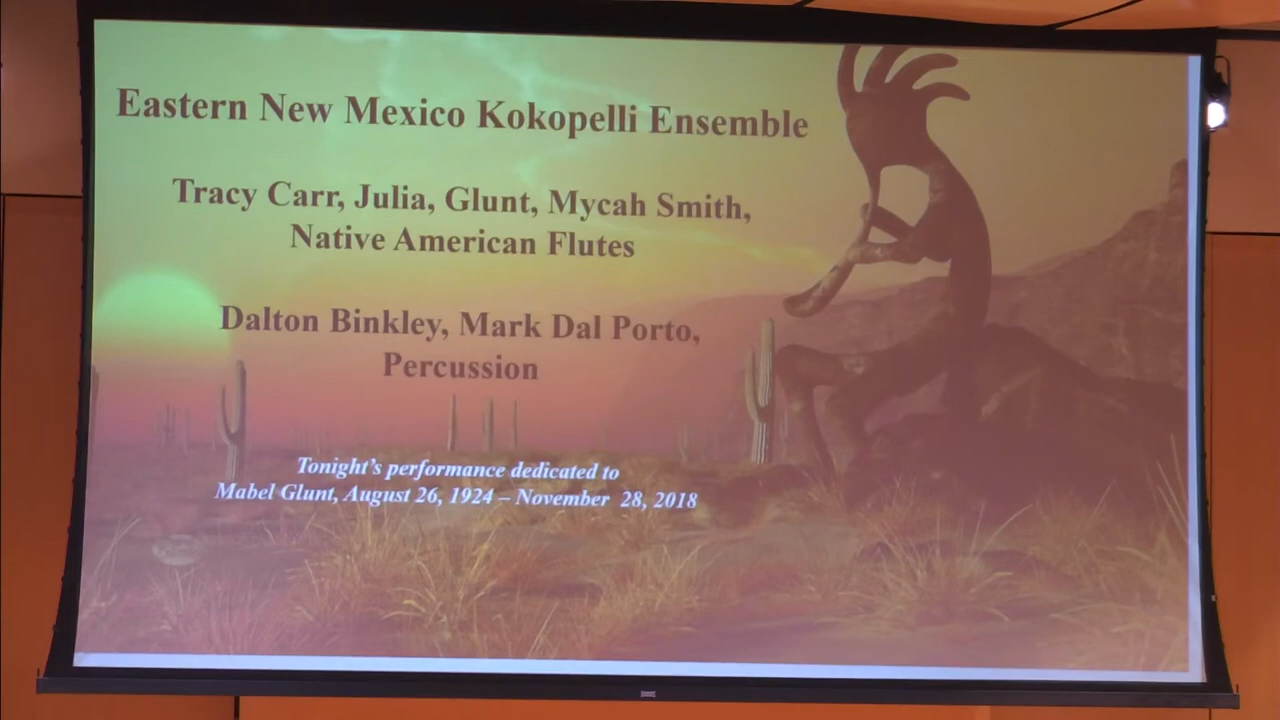 Eastern New Mexico Kokopelli Ensemble
Tracy Carr, Julia, Glunt, Mycah Smith,
Native American Flutes
Dalton Binkley, Mark Dal Porto,
Percussion
Tonight's performance dedicated to
Mabel Glunt, August 26, 1924 – November 28, 2018